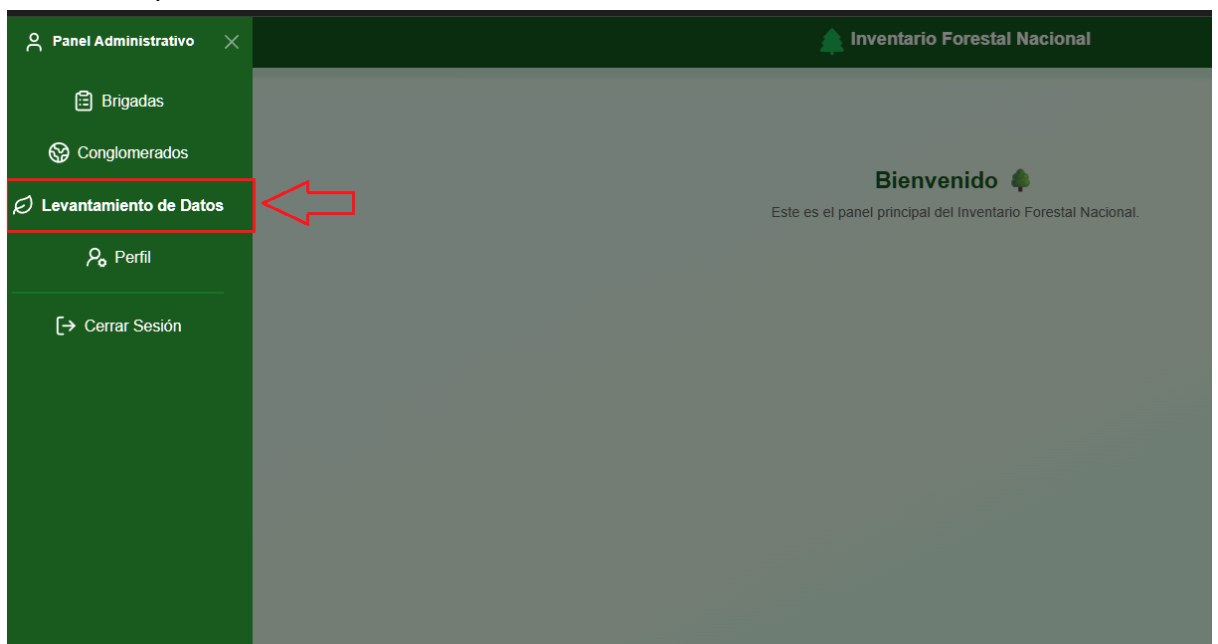 Panel Administrativo
Inventario Forestal Nacional
Brigadas
Conglomerados
Levantamiento de Datos
Perfil
Cerrar Sesión
Bienvenido
Este es el panel principal del Inventario Forestal Nacional.